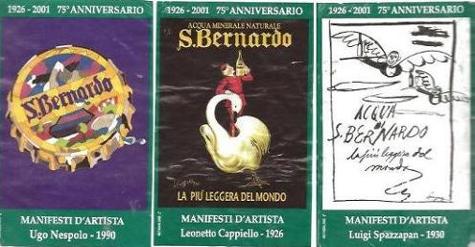 1926 - 2001 75° ANNIVERSARIO
S.Bernardo
MANIFESTI D'ARTISTA
Ugo Nespolo - 1990
1926 - 2001 75° ANNIVERSARIO
ACQUA MINERALE NATURALE
S.Bernardo
LA PIÙ LEGGERA DEL MONDO
MANIFESTI D'ARTISTA
Leonetto Cappiello - 1926
1926 - 2001 75° ANNIVERSARIO
ACQUA
S. BERNARDO
la più leggera del
mondo
MANIFESTI D'ARTISTA
Luigi Spazzapan - 1930